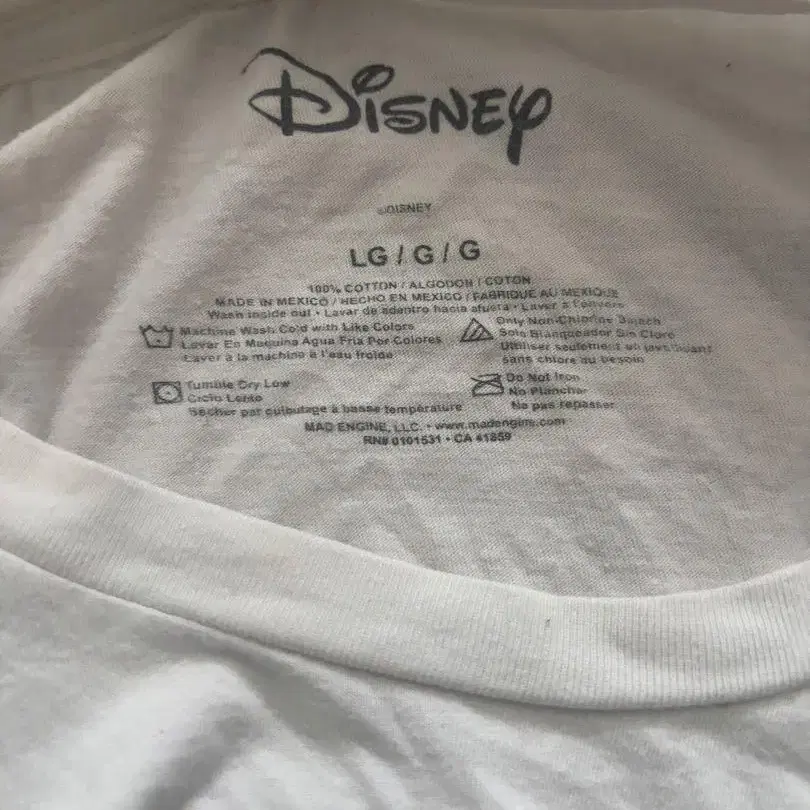 Disney
©DISNEY
LG / G / G
100% COTTON / ALGODON / COTON
MADE IN MEXICO / HECHO EN MEXICO / FABRIQUE AU MEXIQUE
Wash inside out • Lavar de adentro hacia afuera • Laver à l'envers
Machine Wash Cold with Like Colors
Lavar En Maquina Agua Fria Por Colores
Laver à la machine à l'eau froide
Only Non-Chlorine Bleach
Solo Blanqueador Sin Cloro
Utiliser seulement un javellisant
sans chlore au besoin
Tumble Dry Low
Ciclo Lento
Sécher par culbutage à basse température
Do Not Iron
No Planchar
Ne pas repasser
MAD ENGINE, LLC. • www.madengine.com
RN# 0101531 • CA 41859